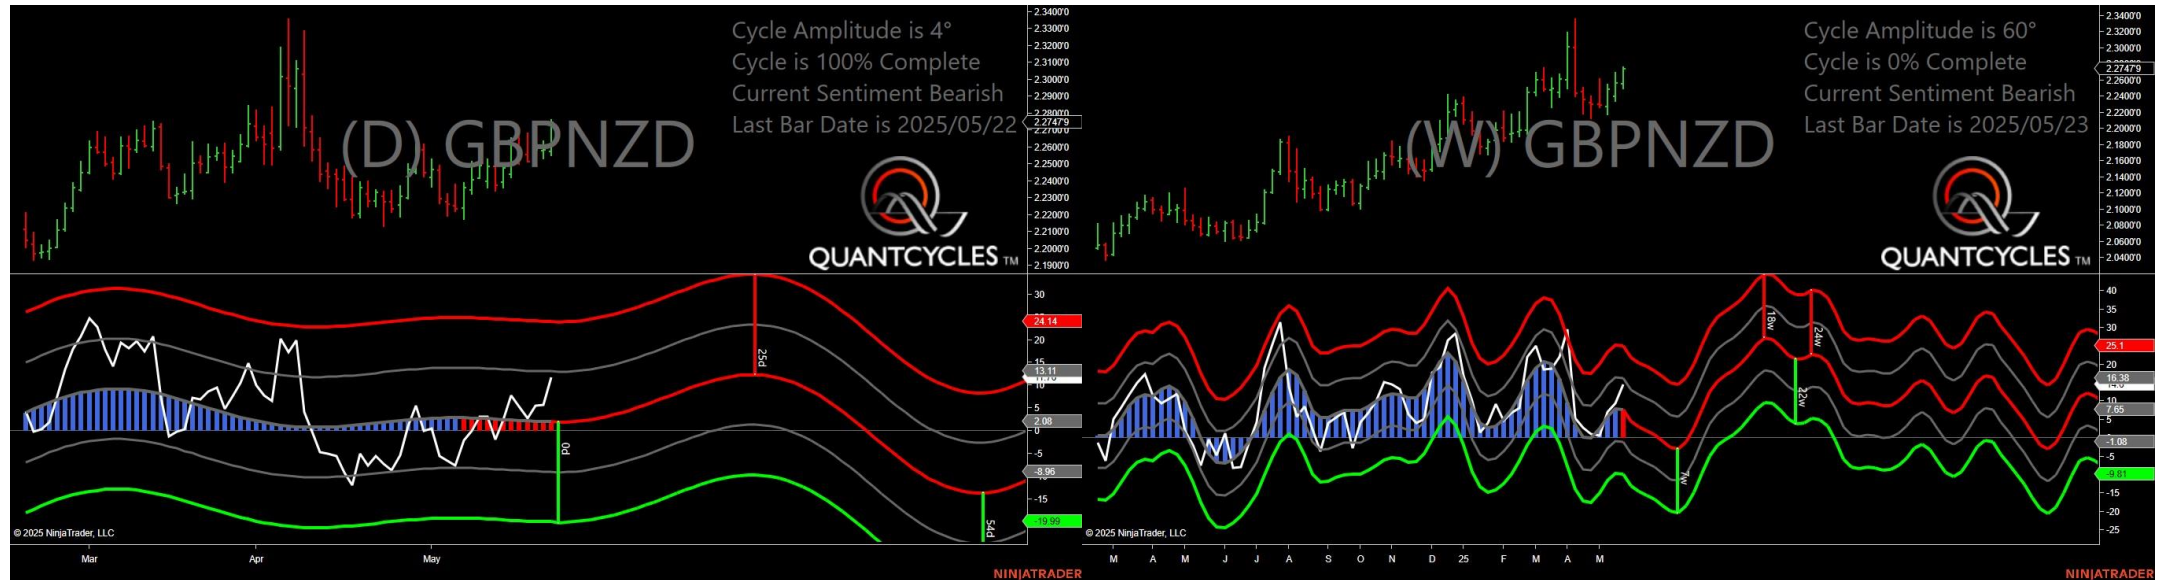 Cycle Amplitude is 4°
Cycle is 100% Complete
Current Sentiment Bearish
Last Bar Date is 2025/05/22
(D) GBPNZD
QUANTCYCLES TM
2.3400'0
2.3300'0
2.3200'0
2.3100'0
2.3000'0
2.2900'0
2.2800'0
2.2747'9
2.2700'0
2.2600'0
2.2500'0
2.2400'0
2.2300'0
2.2200'0
2.2100'0
2.2000'0
2.1900'0
30
24.14
20
15
13.11
10
5
2.08
0
-5
-8.96
-15
-19.99
25d
0d
54d
© 2025 NinjaTrader, LLC
Mar Apr May
NINJATRADER
Cycle Amplitude is 60°
Cycle is 0% Complete
Current Sentiment Bearish
Last Bar Date is 2025/05/23
(W) GBPNZD
QUANTCYCLES TM
2.3400'0
2.3200'0
2.3000'0
2.2747'9
2.2600'0
2.2400'0
2.2200'0
2.2000'0
2.1800'0
2.1600'0
2.1400'0
2.1200'0
2.1000'0
2.0800'0
2.0600'0
2.0400'0
40
35
30
25.1
20
16.38
10
7.65
5
-1.08
-5
-9.81
-15
-20
-25
18w
24w
22w
7w
© 2025 NinjaTrader, LLC
M A M J J A S O N D 25 F M A M
NINJATRADER